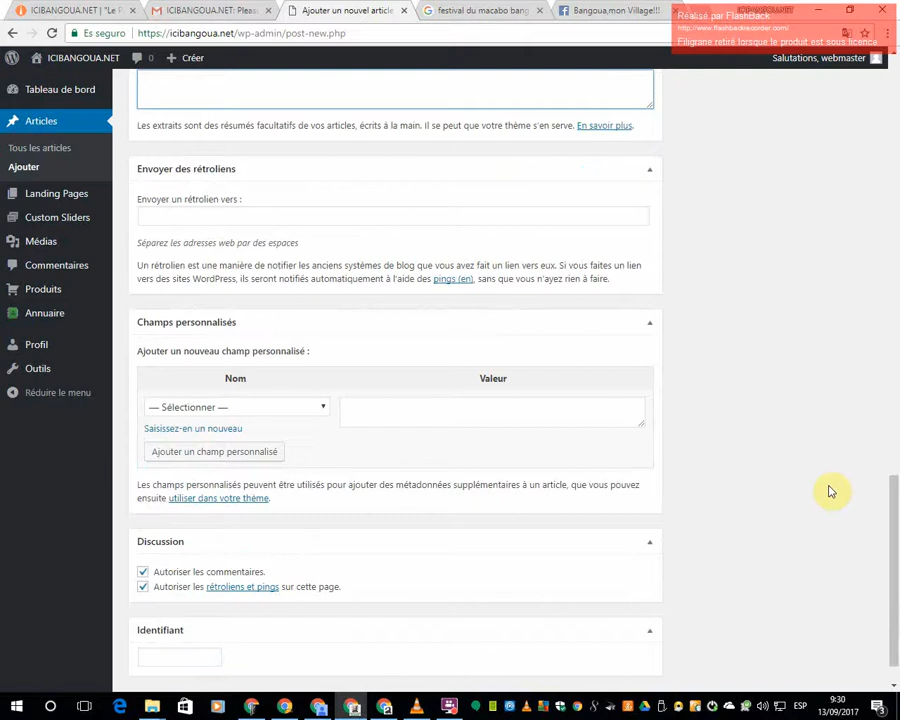 ICIBANGOUA.NET | "Le P
ICIBANGOUA.NET: Please
Ajouter un nouvel article
festival du macabo bang
Bangoua,mon Village!!!
Réalisé par FlashBack
http://www.flashbackrecorder.com/
Filigrane retiré lorsque le produit est sous licence
Es seguro
https://icibangoua.net/wp-admin/post-new.php
ICIBANGOUA.NET
0
Créer
Salutations, webmaster
Tableau de bord
Articles
Tous les articles
Ajouter
Landing Pages
Custom Sliders
Médias
Commentaires
Produits
Annuaire
Profil
Outils
Réduire le menu
Les extraits sont des résumés facultatifs de vos articles, écrits à la main. Il se peut que votre thème s'en serve. En savoir plus.
Envoyer des rétroliens
Envoyer un rétrolien vers :
Séparez les adresses web par des espaces
Un rétrolien est une manière de notifier les anciens systèmes de blog que vous avez fait un lien vers eux. Si vous faites un lien
vers des sites WordPress, ils seront notifiés automatiquement à l'aide des pings (en), sans que vous n'ayez rien à faire.
Champs personnalisés
Ajouter un nouveau champ personnalisé :
Nom
Valeur
— Sélectionner —
Saisissez-en un nouveau
Ajouter un champ personnalisé
Les champs personnalisés peuvent être utilisés pour ajouter des métadonnées supplémentaires à un article, que vous pouvez
ensuite utiliser dans votre thème.
Discussion
Autoriser les commentaires.
Autoriser les rétroliens et pings sur cette page.
Identifiant
ESP
9:30
13/09/2017
3